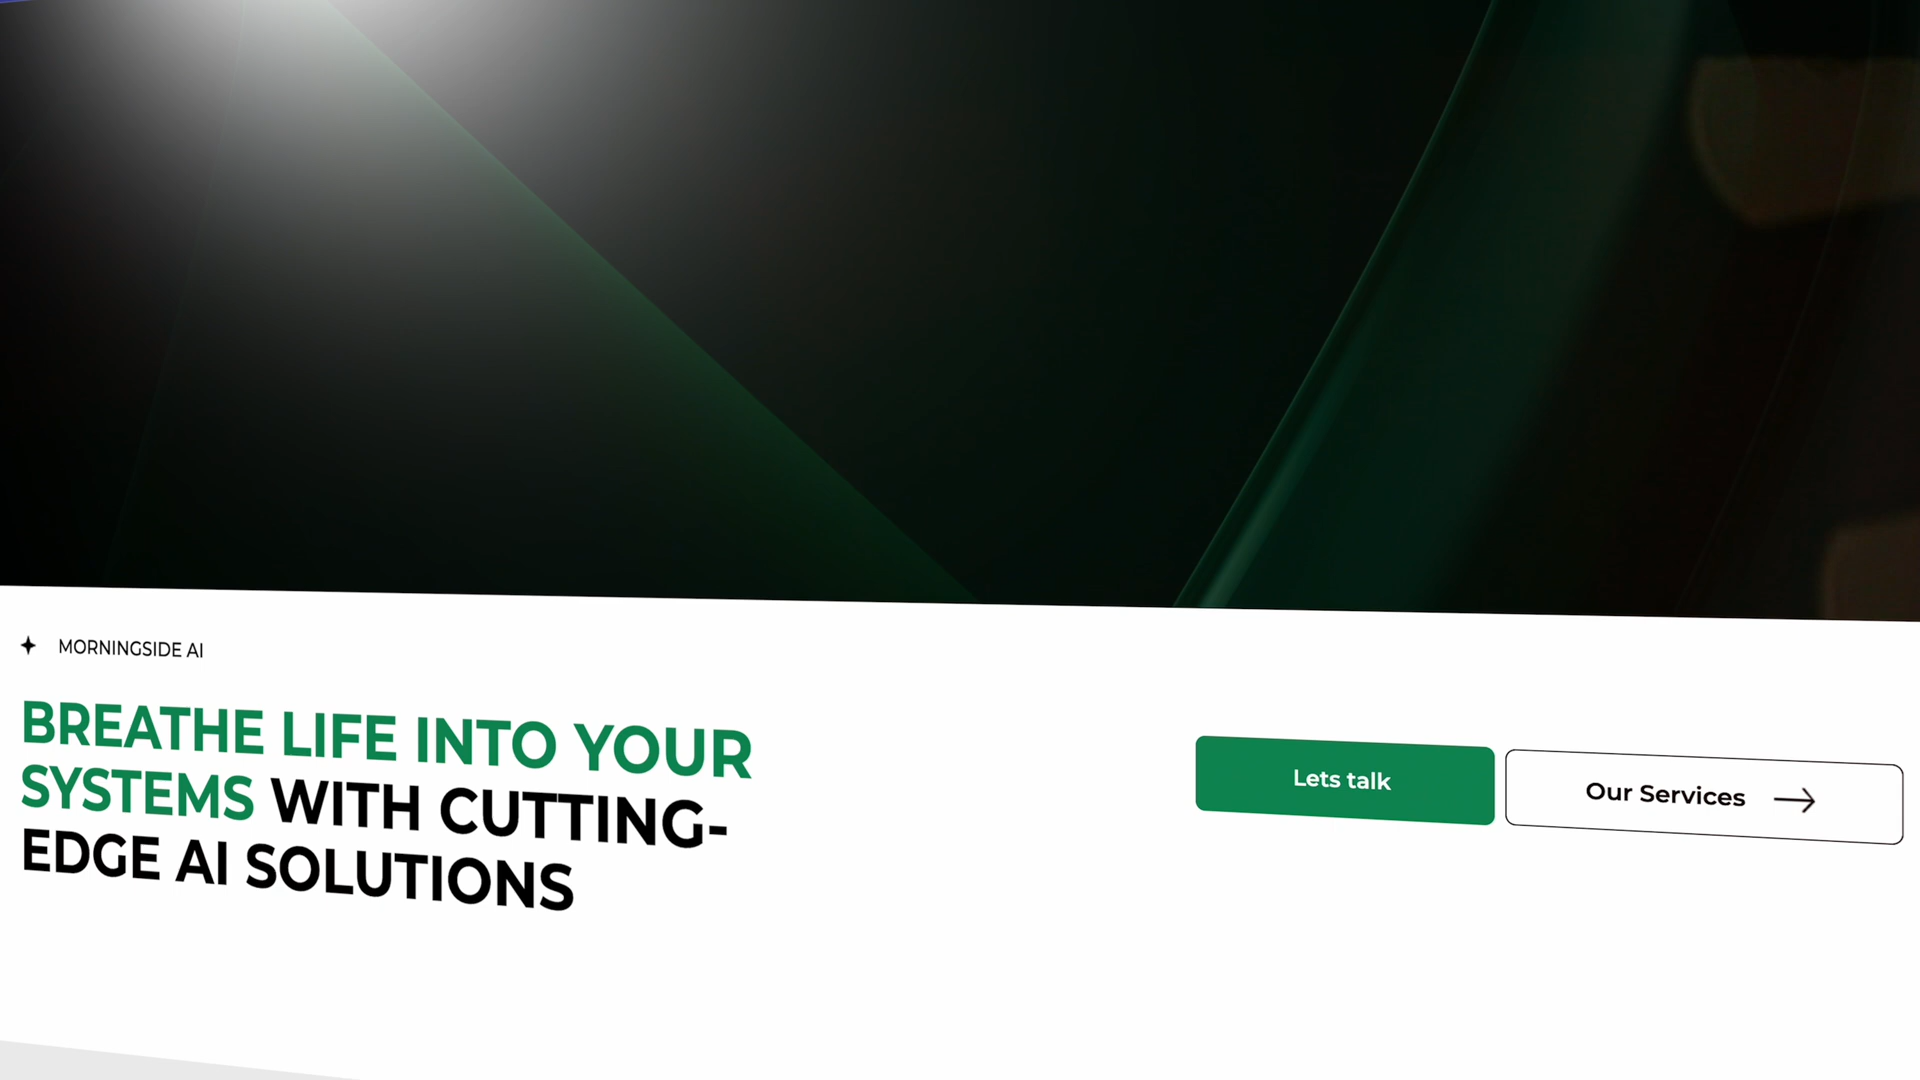 MORNINGSIDE AI
BREATHE LIFE INTO YOUR
SYSTEMS WITH CUTTING-
EDGE AI SOLUTIONS
Lets talk
Our Services